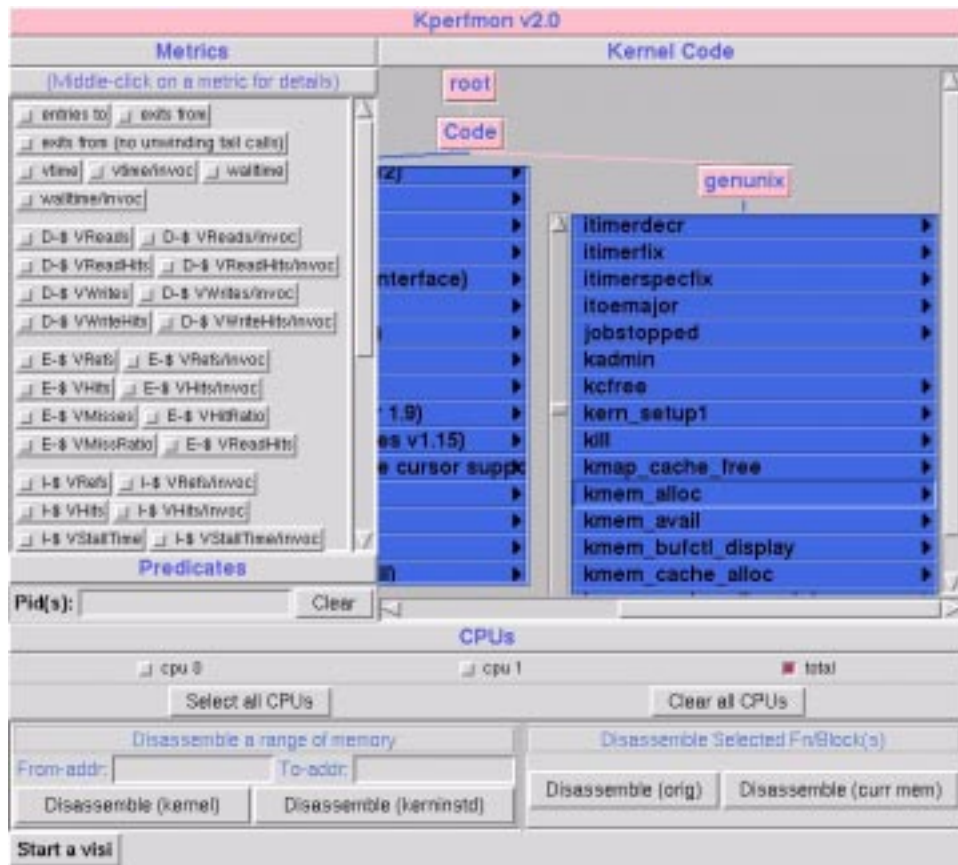 Kperfmon v2.0
Metrics
(Middle-click on a metric for details)
entries to exits from
exits from (no unwinding tail calls)
vtime vtime/invoc walltime
walltime/invoc
D-$ VReads D-$ VReads/invoc
D-$ VReadHits D-$ VReadHits/invoc
D-$ VWrites D-$ VWrites/invoc
D-$ VWriteHits D-$ VWriteHits/invoc
E-$ VRefs E-$ VRefs/invoc
E-$ VHits E-$ VHits/invoc
E-$ VMisses E-$ VHitRatio
E-$ VMissRatio E-$ VReadHits
I-$ VRefs I-$ VRefs/invoc
I-$ VHits I-$ VHits/invoc
I-$ VStallTime I-$ VStallTime/invoc
Predicates
Pid(s): Clear
Kernel Code
root
Code
nterface)
1.9)
es v1.15)
e cursor suppo
genunix
itimerdecr
itimerfix
itimerspecfix
itoemajor
jobstopped
kadmin
kcfree
kern_setup1
kill
kmap_cache_free
kmem_alloc
kmem_avail
kmem_bufctl_display
kmem_cache_alloc
CPUs
cpu 0 cpu 1 total
Select all CPUs Clear all CPUs
Disassemble a range of memory
From-addr: To-addr:
Disassemble (kernel) Disassemble (kerninstd)
Disassemble Selected Fn/Block(s)
Disassemble (orig) Disassemble (curr mem)
Start a visi